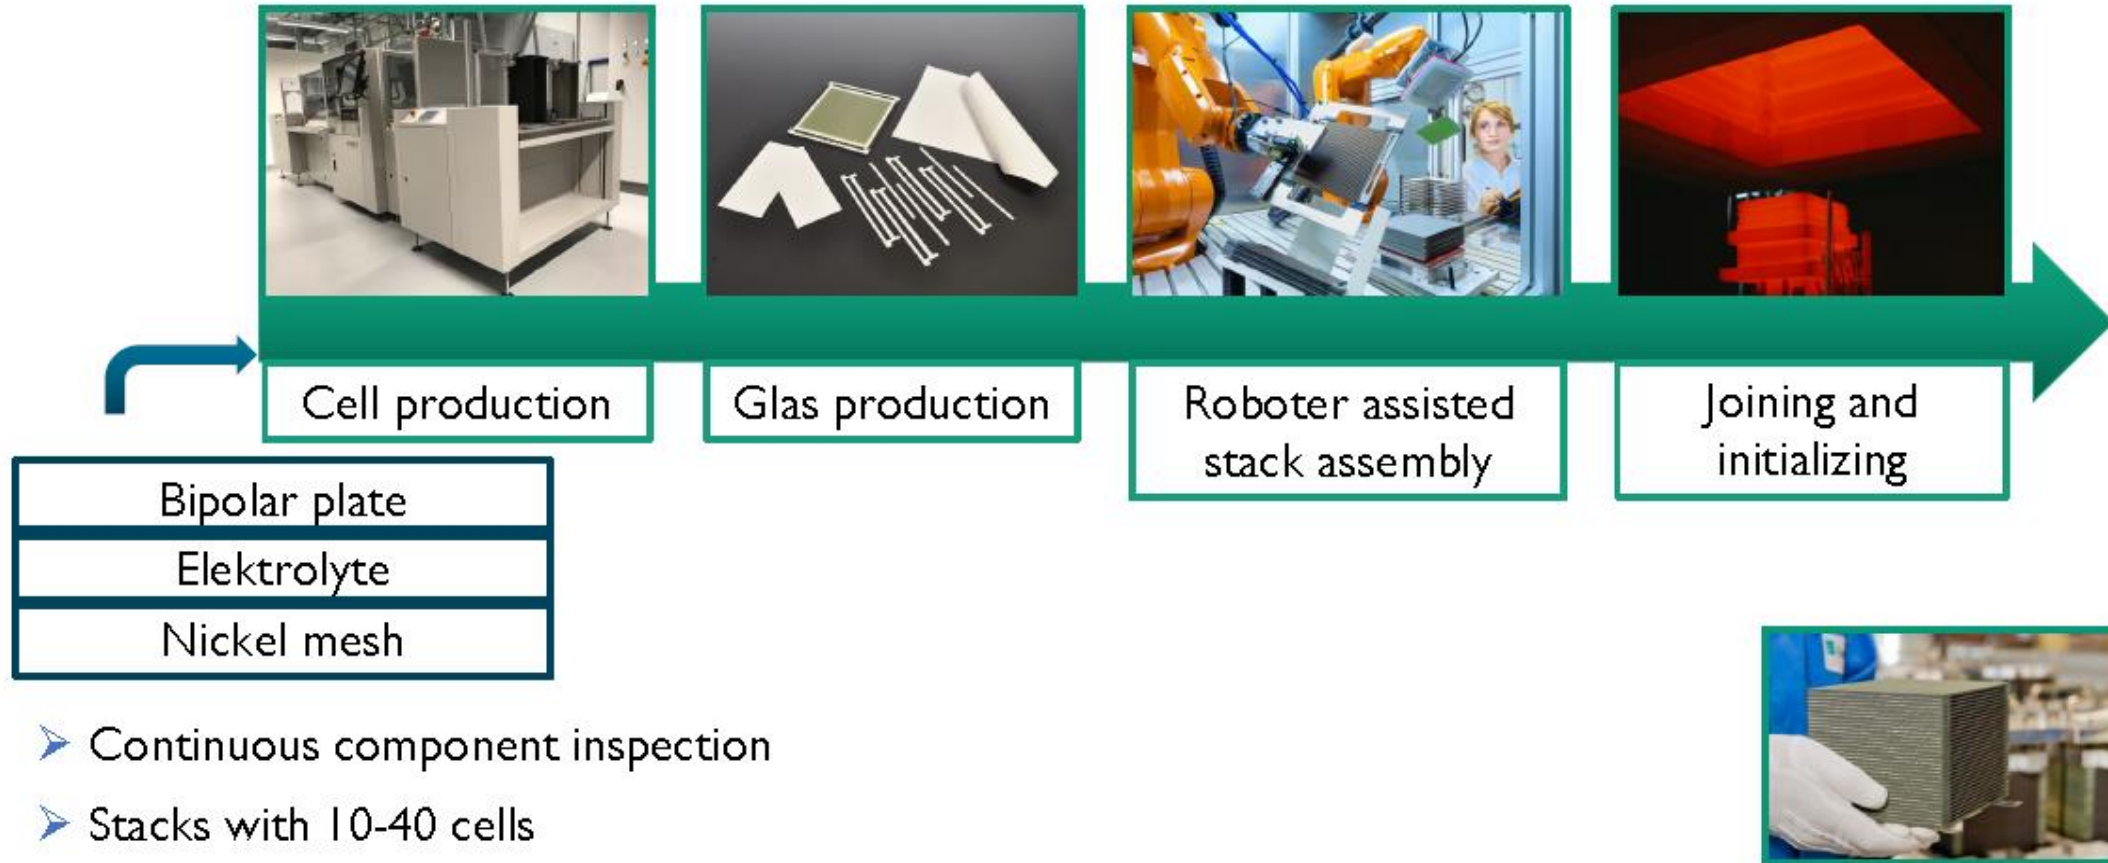 Cell production
Glas production
Roboter assisted
stack assembly
Joining and
initializing
Bipolar plate
Elektrolyte
Nickel mesh
Continuous component inspection
Stacks with 10-40 cells